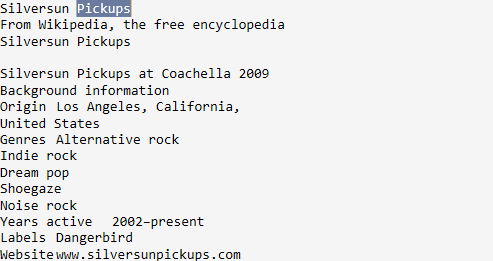 Silversun Pickups
From Wikipedia, the free encyclopedia
Silversun Pickups

Silversun Pickups at Coachella 2009
Background information
Origin Los Angeles, California,
United States
Genres Alternative rock
Indie rock
Dream pop
Shoegaze
Noise rock
Years active 2002–present
Labels Dangerbird
Website www.silversunpickups.com